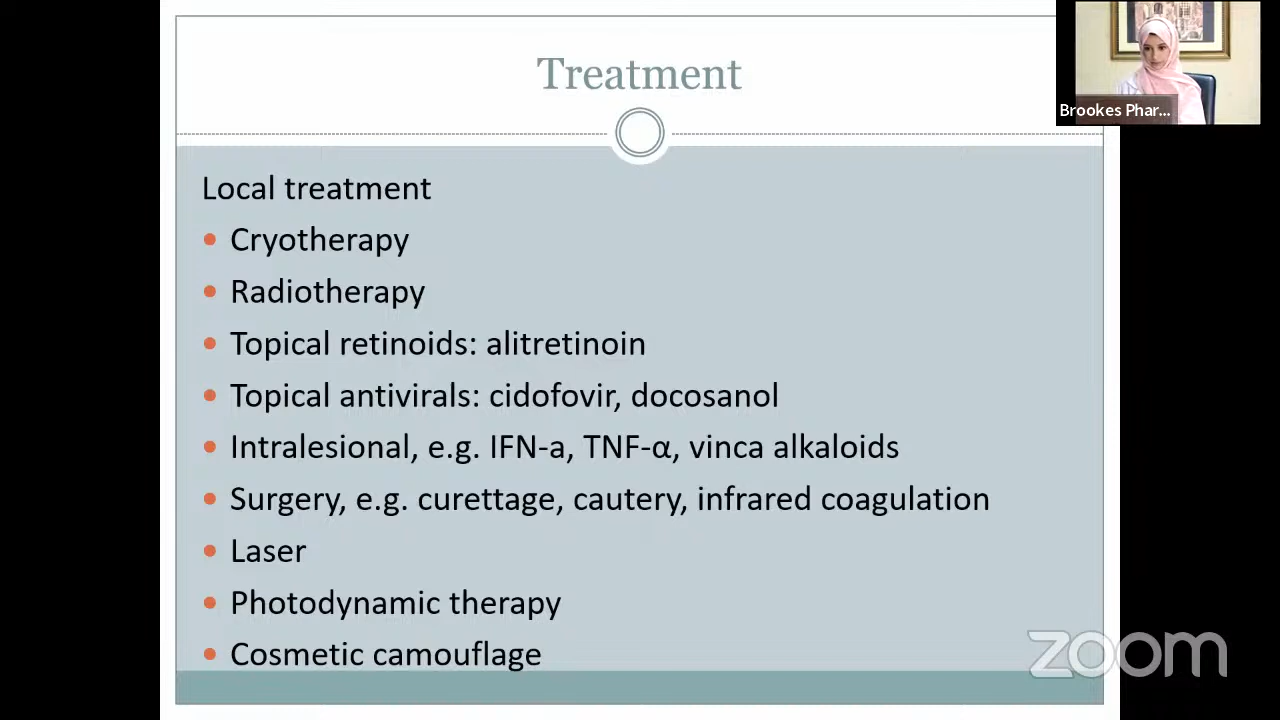 Treatment
Brookes Phar...
Local treatment
• Cryotherapy
• Radiotherapy
• Topical retinoids: alitretinoin
• Topical antivirals: cidofovir, docosanol
• Intralesional, e.g. IFN-a, TNF-α, vinca alkaloids
• Surgery, e.g. curettage, cautery, infrared coagulation
• Laser
• Photodynamic therapy
• Cosmetic camouflage
zoom